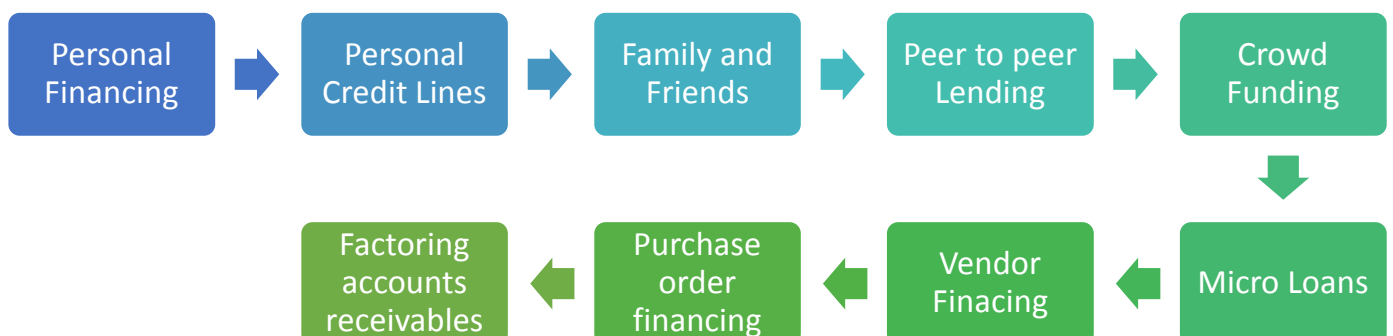 Personal
Financing
Personal
Credit Lines
Family and
Friends
Peer to peer
Lending
Crowd
Funding
Micro Loans
Vendor
Finacing
Purchase
order
financing
Factoring
accounts
receivables